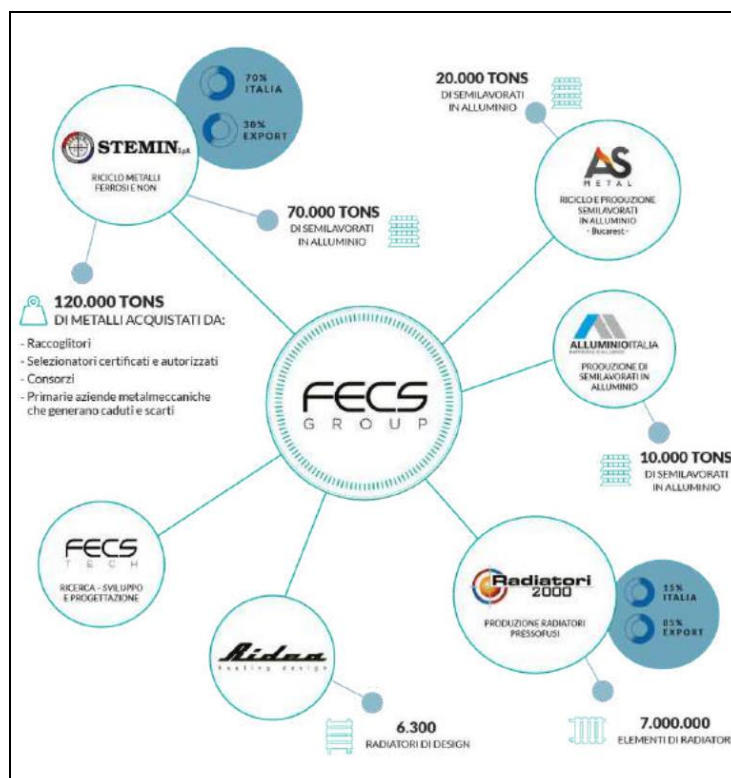 70%
ITALIA
30%
EXPORT
STEMIN S.p.A.
RICICLO METALLI
FERROSI E NON
70.000 TONS
DI SEMILAVORATI
IN ALLUMINIO
120.000 TONS
DI METALLI ACQUISTATI DA:
- Raccoglitori
- Selezionatori certificati e autorizzati
- Consorzi
- Primarie aziende metalmeccaniche
che generano caduti e scarti
20.000 TONS
DI SEMILAVORATI
IN ALLUMINIO
AS
METAL
RICICLO E PRODUZIONE
SEMILAVORATI
IN ALLUMINIO
- Bucarest -
ALLUMINIOITALIA
PRODUZIONE DI
SEMILAVORATI IN
ALLUMINIO
10.000 TONS
DI SEMILAVORATI
IN ALLUMINIO
FECS
GROUP
FECS
TECH
RICERCA - SVILUPPO
E PROGETTAZIONE
Ridea
heating design
6.300
RADIATORI DI DESIGN
Radiatori
2000
PRODUZIONE RADIATORI
PRESSOFUSI
15%
ITALIA
85%
EXPORT
7.000.000
ELEMENTI DI RADIATORI